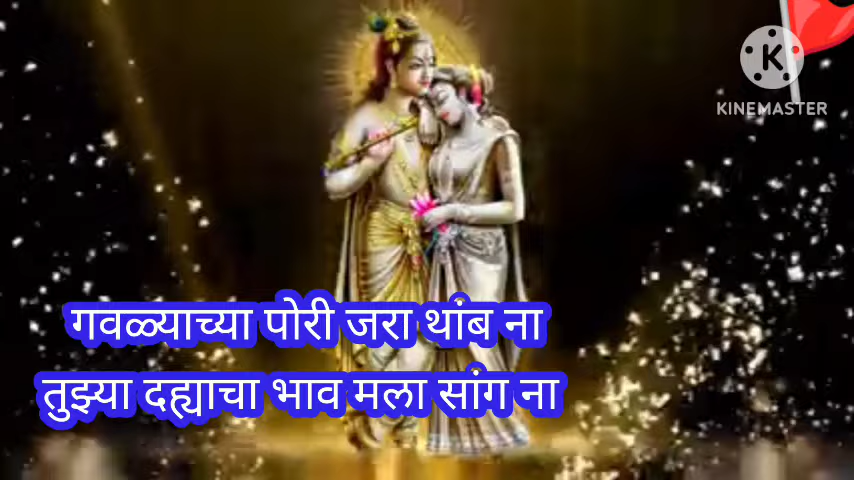 KINEMASTER
गवळ्याच्या पोरी जरा थांब ना
तुझ्या दह्याचा भाव मला सांग ना